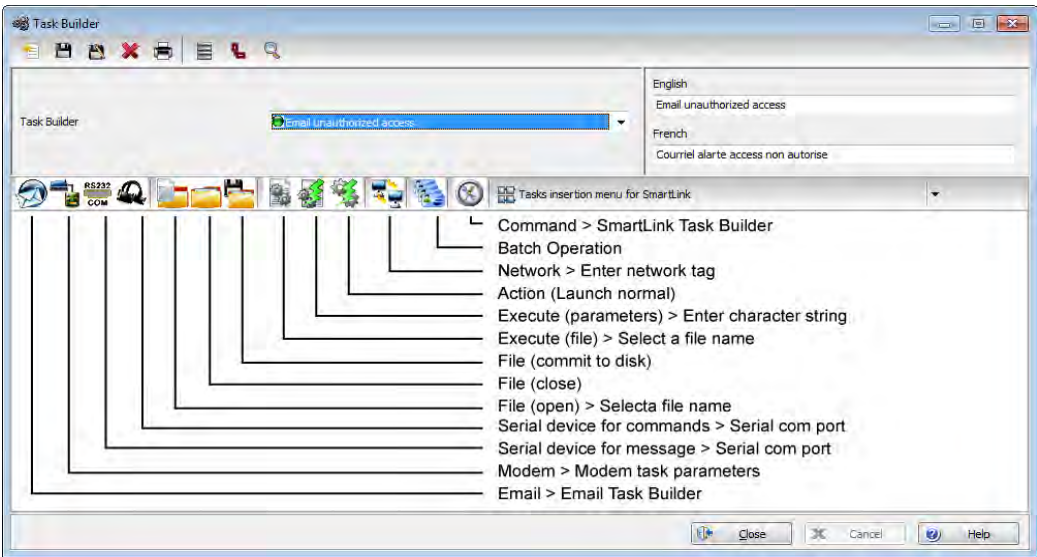 Task Builder
English
Email unauthorized access
Task Builder
Email unauthorized access
French
Courriel alarte access non autorise
RS232
COM
Tasks insertion menu for SmartLink
Command > SmartLink Task Builder
Batch Operation
Network > Enter network tag
Action (Launch normal)
Execute (parameters) > Enter character string
Execute (file) > Select a file name
File (commit to disk)
File (close)
File (open) > Selecta file name
Serial device for commands > Serial com port
Serial device for message > Serial com port
Modem > Modem task parameters
Email > Email Task Builder
Close
Cancel
Help